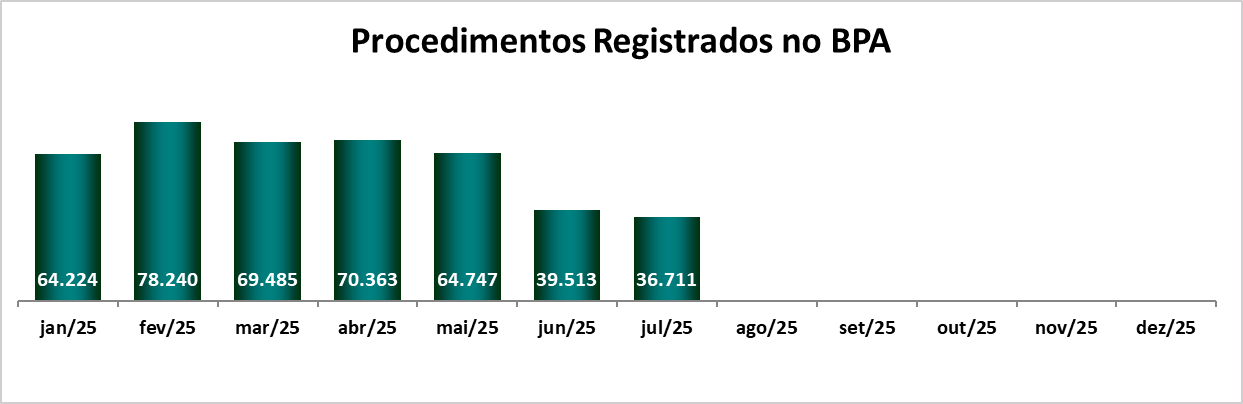 Procedimentos Registrados no BPA
64.224 78.240 69.485 70.363 64.747 39.513 36.711
jan/25 fev/25 mar/25 abr/25 mai/25 jun/25 jul/25 ago/25 set/25 out/25 nov/25 dez/25